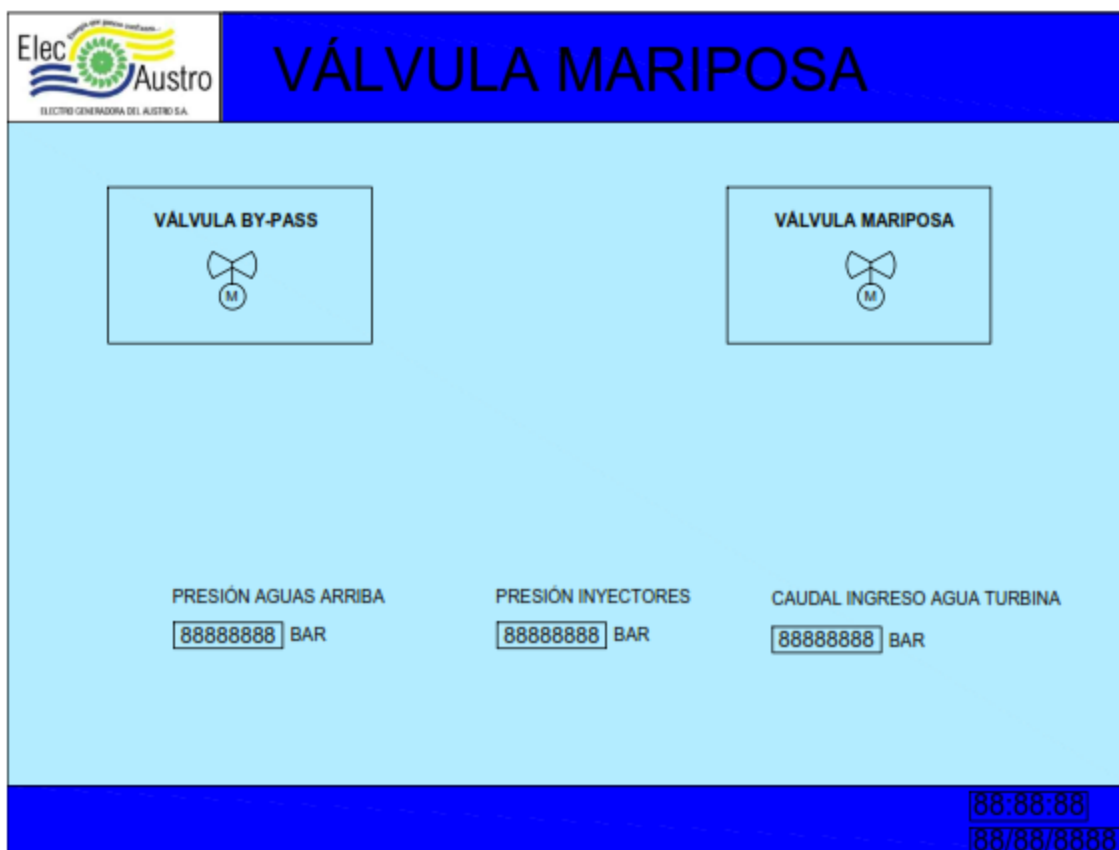 Elec
Austro
ELECTRO GENERADORA DEL AUSTRO S.A.
VÁLVULA MARIPOSA
VÁLVULA BY-PASS
M
VÁLVULA MARIPOSA
M
PRESIÓN AGUAS ARRIBA
88888888 BAR
PRESIÓN INYECTORES
88888888 BAR
CAUDAL INGRESO AGUA TURBINA
88888888 BAR
88:88:88
88/88/8888